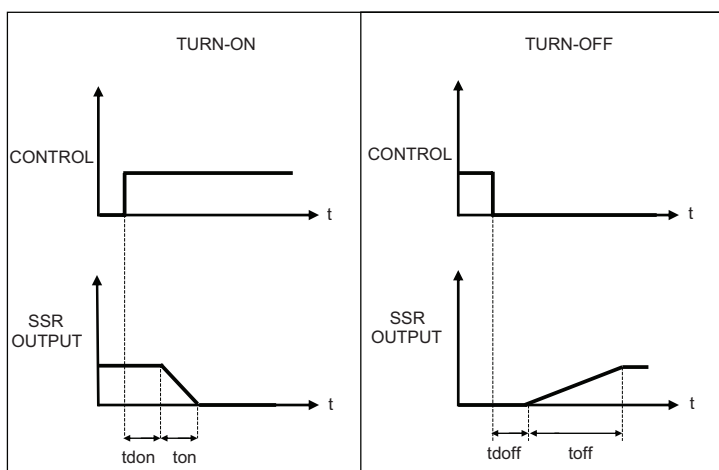 TURN-ON
CONTROL
t
SSR
OUTPUT
t
tdon
ton
TURN-OFF
CONTROL
t
SSR
OUTPUT
t
tdoff
toff